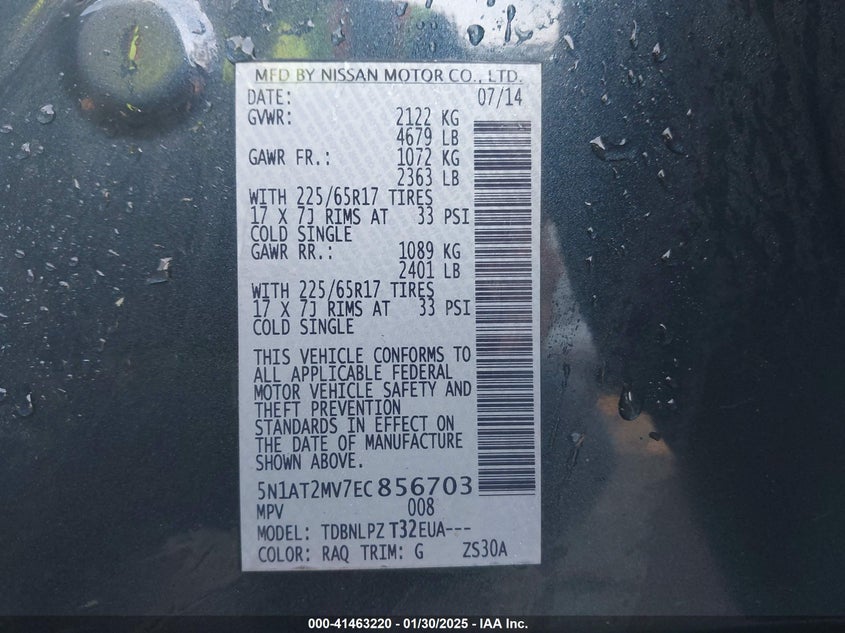 MFD BY NISSAN MOTOR CO., LTD.
DATE: 07/14
GVWR: 2122 KG
4679 LB
GAWR FR.: 1072 KG
2363 LB
WITH 225/65R17 TIRES
17 X 7J RIMS AT 33 PSI
COLD SINGLE
GAWR RR.: 1089 KG
2401 LB
WITH 225/65R17 TIRES
17 X 7J RIMS AT 33 PSI
COLD SINGLE
THIS VEHICLE CONFORMS TO
ALL APPLICABLE FEDERAL
MOTOR VEHICLE SAFETY AND
THEFT PREVENTION
STANDARDS IN EFFECT ON
THE DATE OF MANUFACTURE
SHOWN ABOVE.
5N1AT2MV7EC856703
MPV 008
MODEL: TDBNLPZ T32EUA---
COLOR: RAQ TRIM: G ZS30A
000-41463220 - 01/30/2025 - IAA Inc.